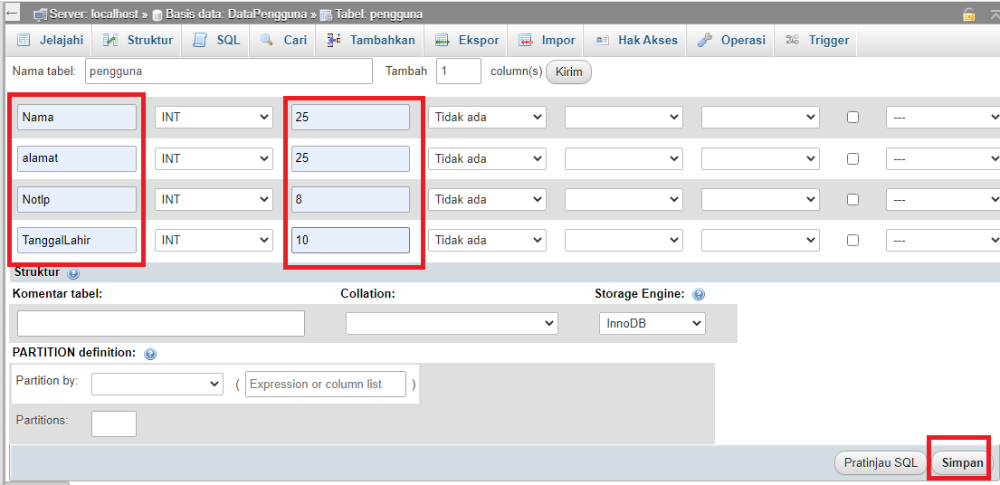 Server: localhost » Basis data: DataPengguna » Tabel: pengguna
Jelajahi Struktur SQL Cari Tambahkan Ekspor Impor Hak Akses Operasi Trigger
Nama tabel: pengguna Tambah 1 column(s) Kirim
Nama INT 25 Tidak ada ---
alamat INT 25 Tidak ada ---
Notlp INT 8 Tidak ada ---
TanggalLahir INT 10 Tidak ada ---
Struktur
Komentar tabel: Collation: Storage Engine:
InnoDB
PARTITION definition:
Partition by: ( Expression or column list )
Partitions:
Pratinjau SQL Simpan